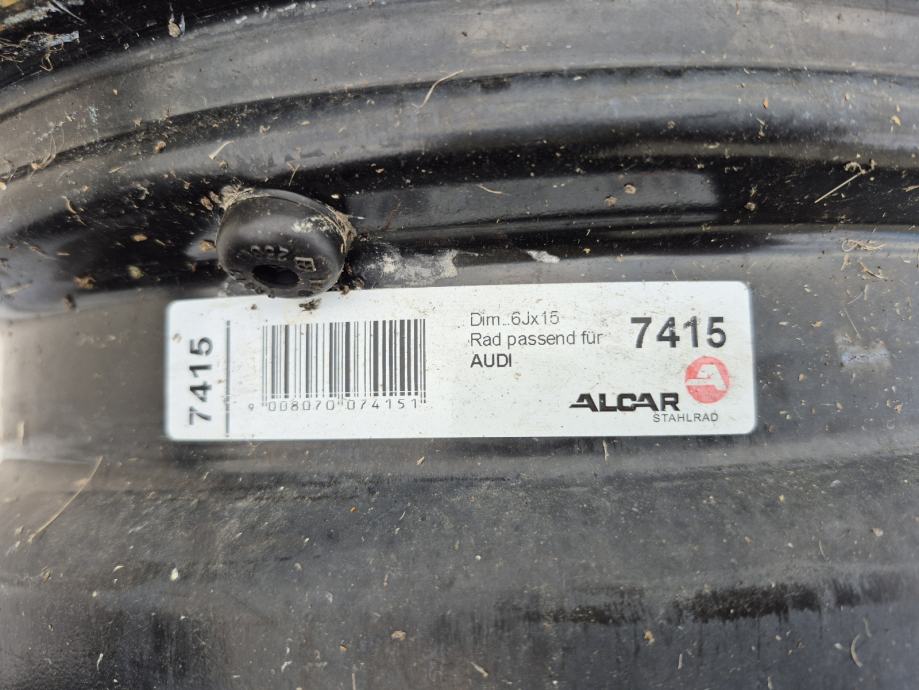 7415
9 008070 074151
Dim...6Jx15
Rad passend für
AUDI
7415
ALCAR
STAHLRAD